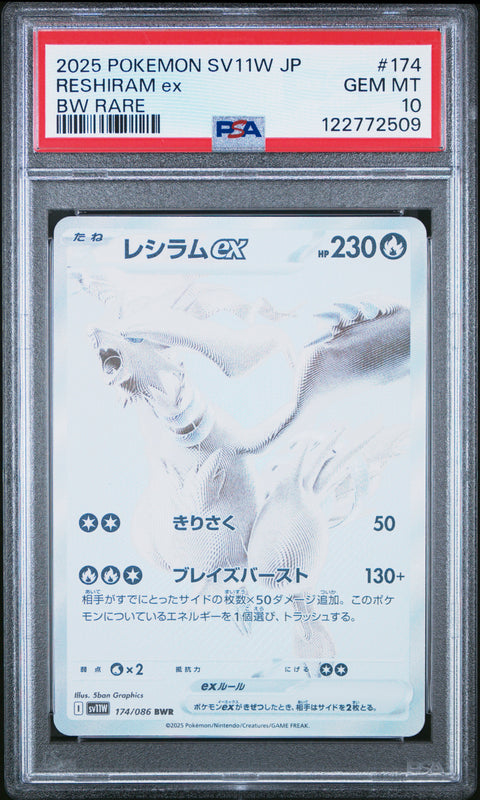 2025 POKEMON SV11W JP #174
RESHIRAM ex GEM MT
BW RARE 10
PSA 122772509
たね
レシラムex HP230
きりさく 50
ブレイズバースト 130+
相手がすでにとったサイドの枚数×50ダメージ追加。このポケ
モンについているエネルギーを1個選び、トラッシュする。
弱点 ×2 抵抗力 にげる
exルール
Illus. 5ban Graphics
ポケモンexがきぜつしたとき、相手はサイドを2枚とる。
I sv11W 174/086 BWR
©2025 Pokémon/Nintendo/Creatures/GAME FREAK.
PSA